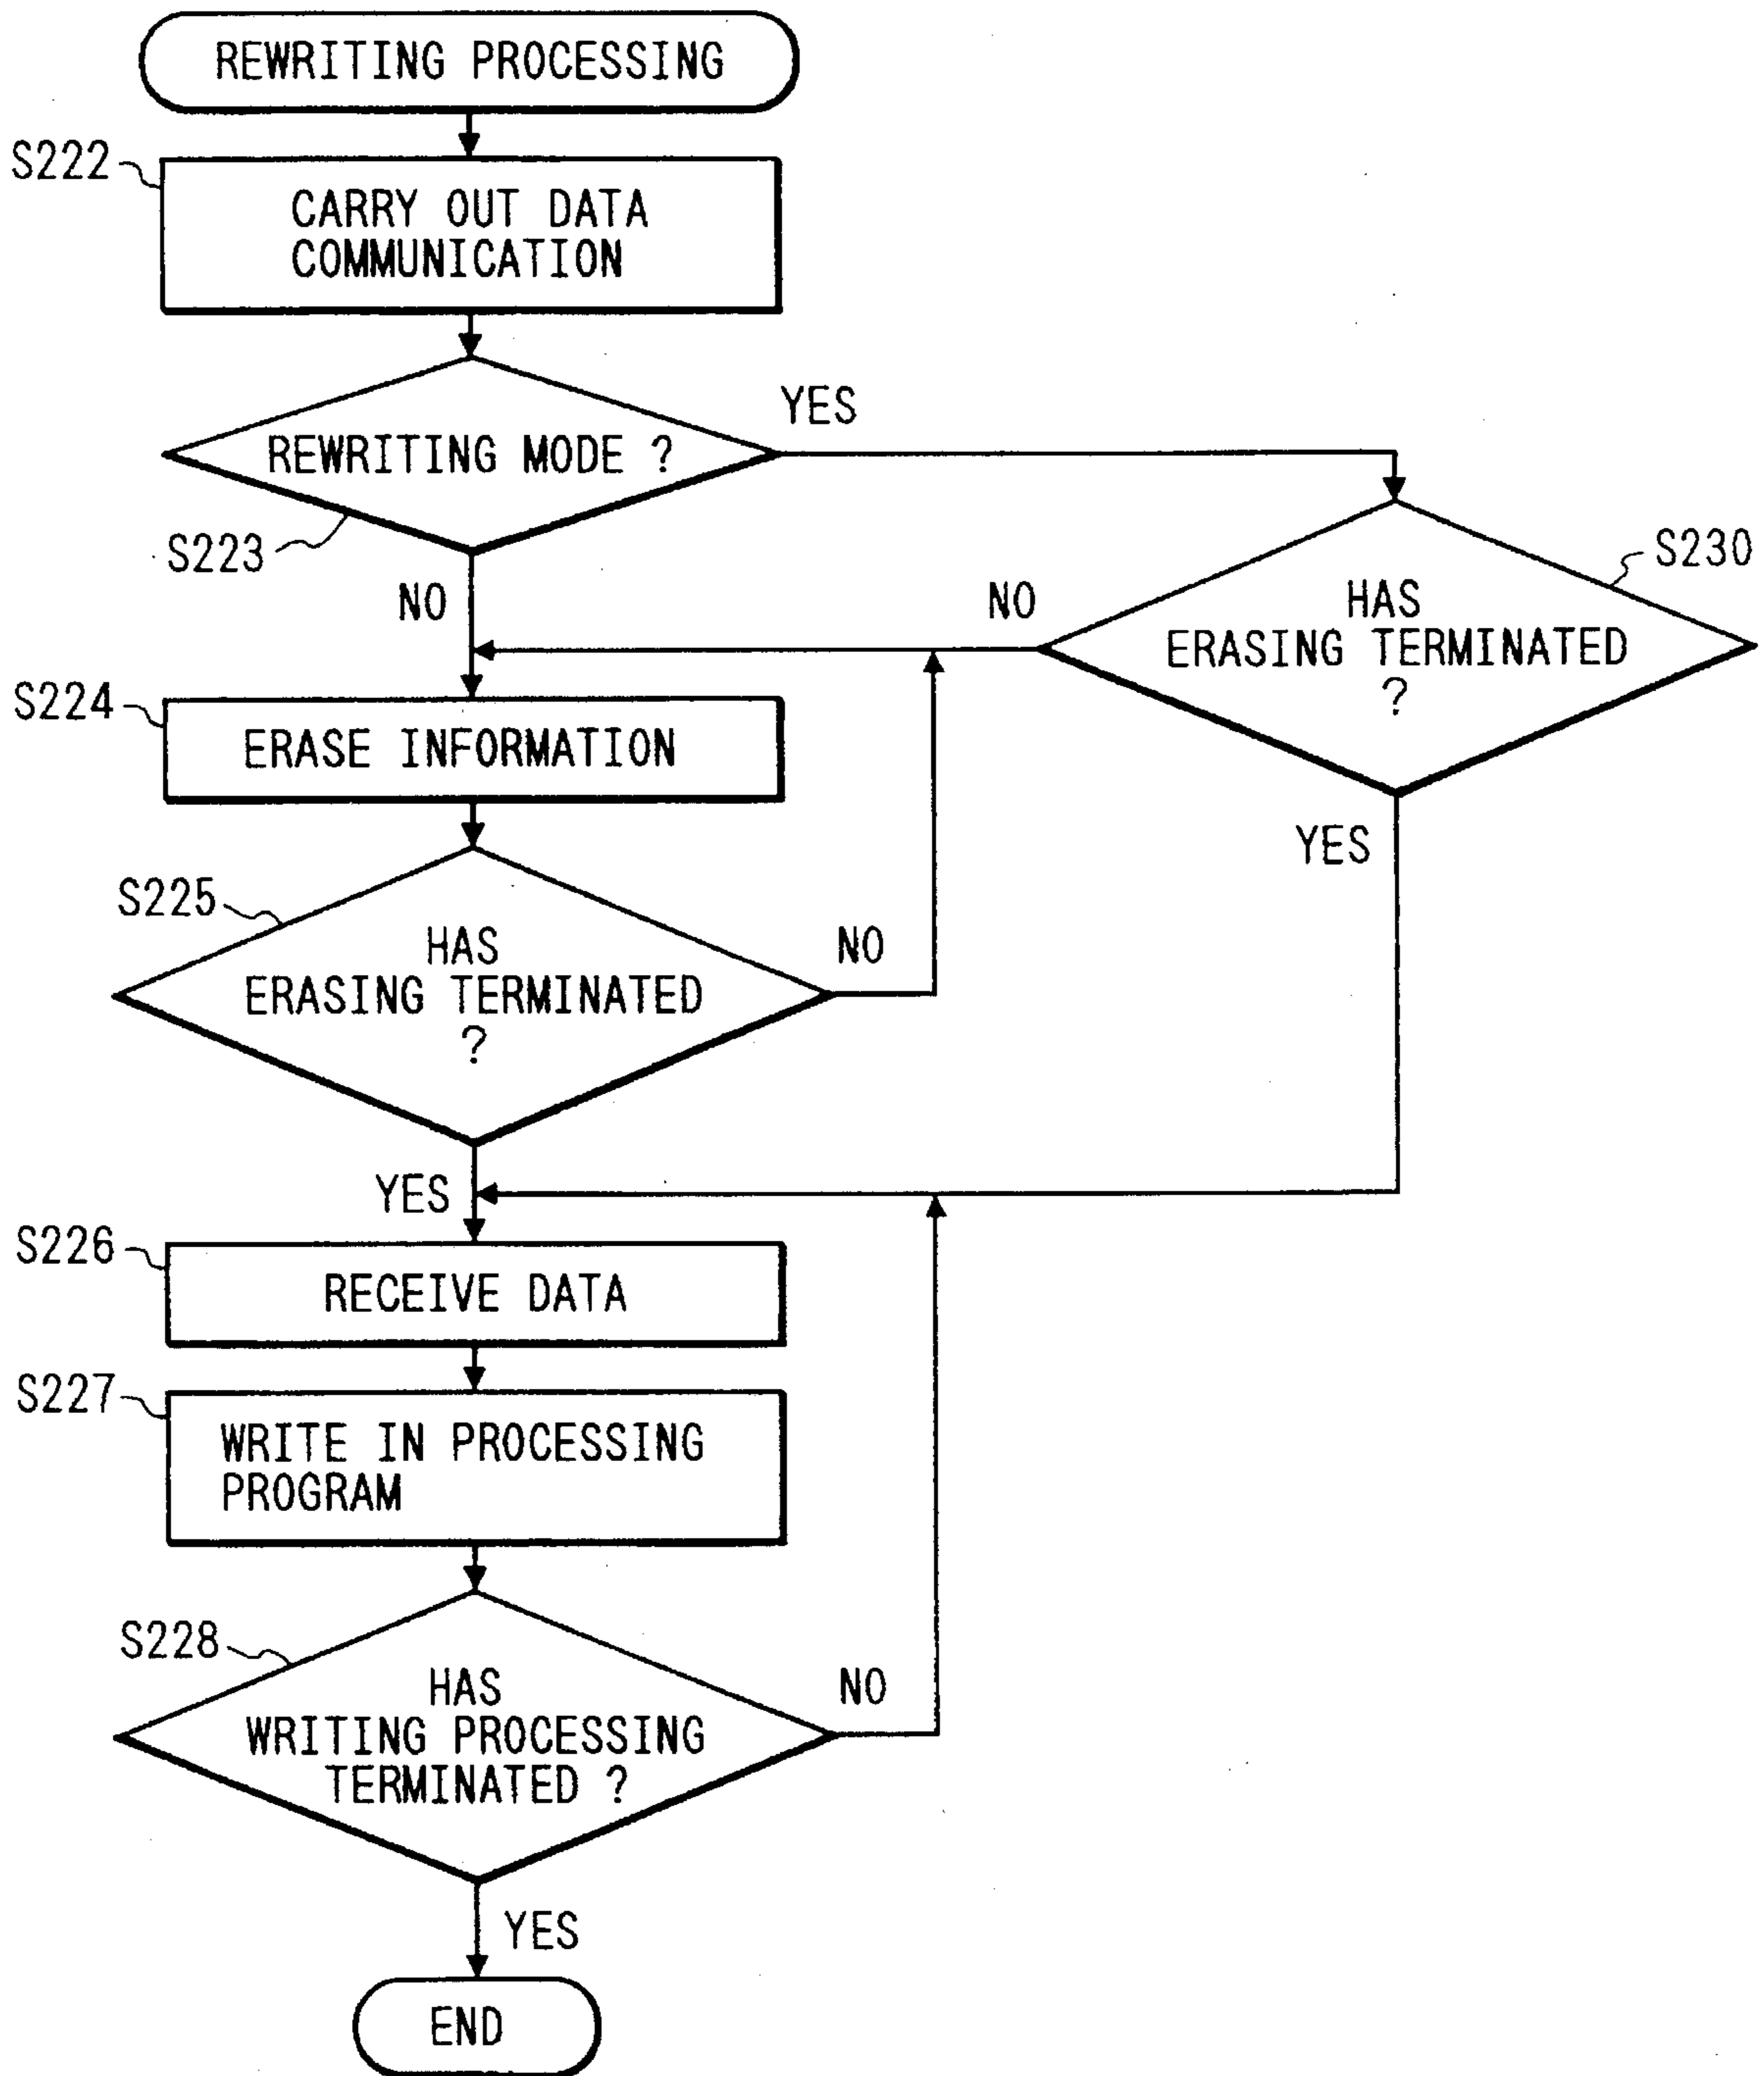 REWRITING PROCESSING
S222
CARRY OUT DATA
COMMUNICATION
YES
REWRITING MODE ?
S223
S230
NO
NO
HAS
ERASING TERMINATED
?
S224
ERASE INFORMATION
YES
S225
HAS
NO
ERASING TERMINATED
?
YES
S226
RECEIVE DATA
S227
WRITE IN PROCESSING
PROGRAM
S228
HAS
NO
WRITING PROCESSING
TERMINATED ?
YES
END